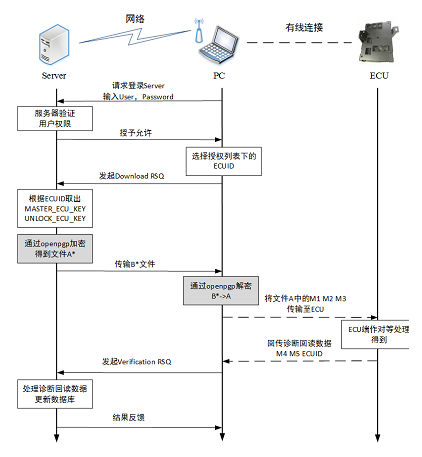 网络
有线连接
Server
PC
ECU
请求登录Server
输入User，Password
服务器验证
用户权限
授予允许
选择授权列表下的
ECUID
发起Download RSQ
根据ECUID取出
MASTER_ECU_KEY
UNLOCK_ECU_KEY
通过openpgp加密
得到文件A*
传输B*文件
通过openpgp解密
B*->A
将文件A中的M1 M2 M3
传输至ECU
ECU端作对等处理
得到
回传诊断回读数据
M4 M5 ECUID
发起Verification RSQ
处理诊断回读数据
更新数据库
结果反馈